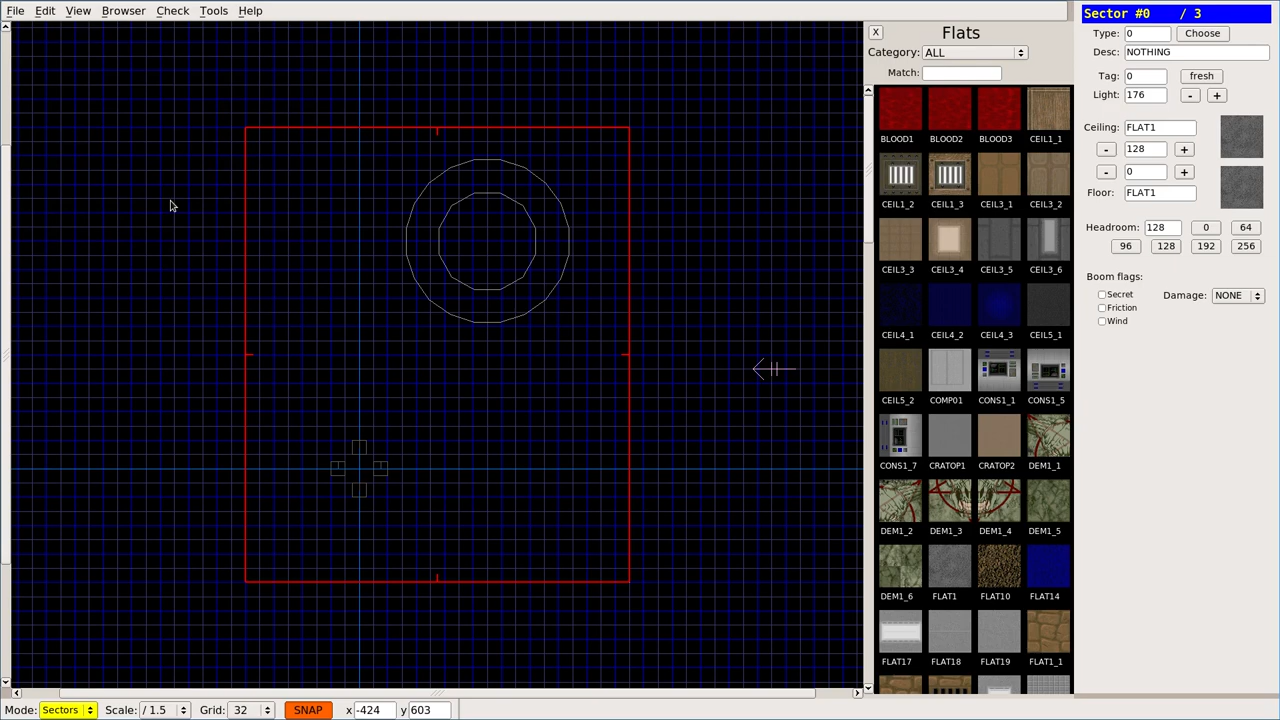 File Edit View Browser Check Tools Help
X Flats
Category: ALL
Match:
BLOOD1 BLOOD2 BLOOD3 CEIL1_1
CEIL1_2 CEIL1_3 CEIL3_1 CEIL3_2
CEIL3_3 CEIL3_4 CEIL3_5 CEIL3_6
CEIL4_1 CEIL4_2 CEIL4_3 CEIL5_1
CEIL5_2 COMP01 CONS1_1 CONS1_5
CONS1_7 CRATOP1 CRATOP2 DEM1_1
DEM1_2 DEM1_3 DEM1_4 DEM1_5
DEM1_6 FLAT1 FLAT10 FLAT14
FLAT17 FLAT18 FLAT19 FLAT1_1
Sector #0 / 3
Type: 0 Choose
Desc: NOTHING
Tag: 0 fresh
Light: 176 - +
Ceiling: FLAT1
- 128 +
- 0 +
Floor: FLAT1
Headroom: 128 0 64
96 128 192 256
Boom flags:
Secret Damage: NONE
Friction
Wind
Mode: Sectors Scale: / 1.5 Grid: 32 SNAP x -424 y 603